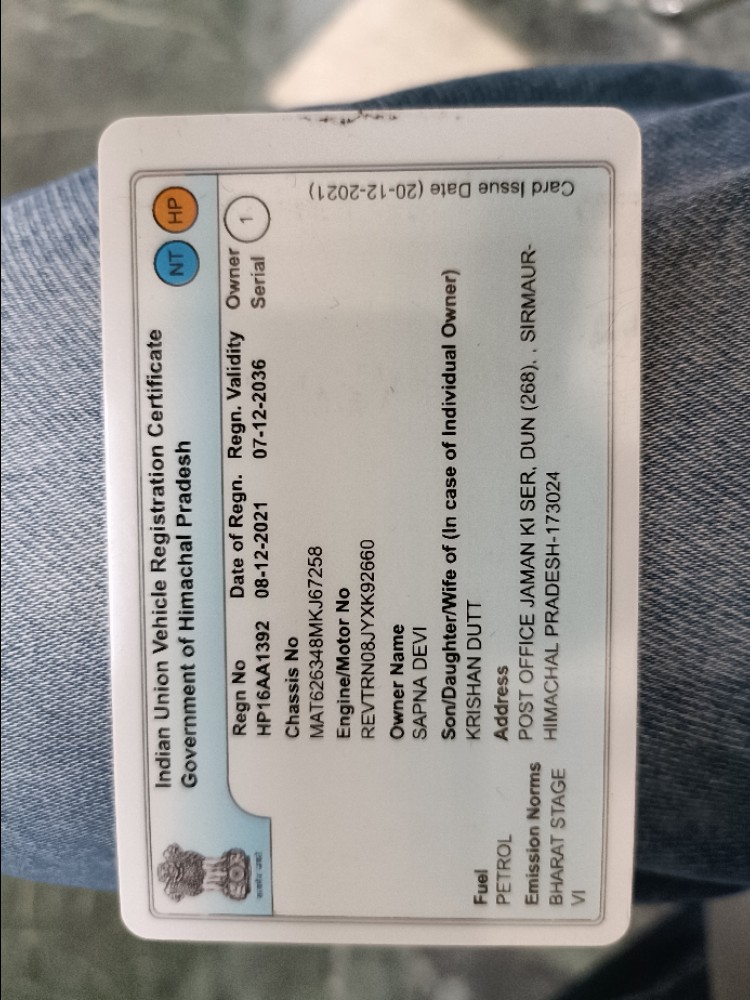 Indian Union Vehicle Registration Certificate
Government of Himachal Pradesh
NT HP
Regn No Date of Regn. Regn. Validity Owner Serial 1
HP16AA1392 08-12-2021 07-12-2036
Chassis No
MAT626348MKJ67258
Engine/Motor No
REVTRN08JYXK92660
Owner Name
SAPNA DEVI
Son/Daughter/Wife of (In case of Individual Owner)
KRISHAN DUTT
Address
POST OFFICE JAMAN KI SER, DUN (268), , SIRMAUR-
HIMACHAL PRADESH-173024
Fuel
PETROL
Emission Norms
BHARAT STAGE
VI
Card Issue Date (20-12-2021)
सत्यमेव जयते